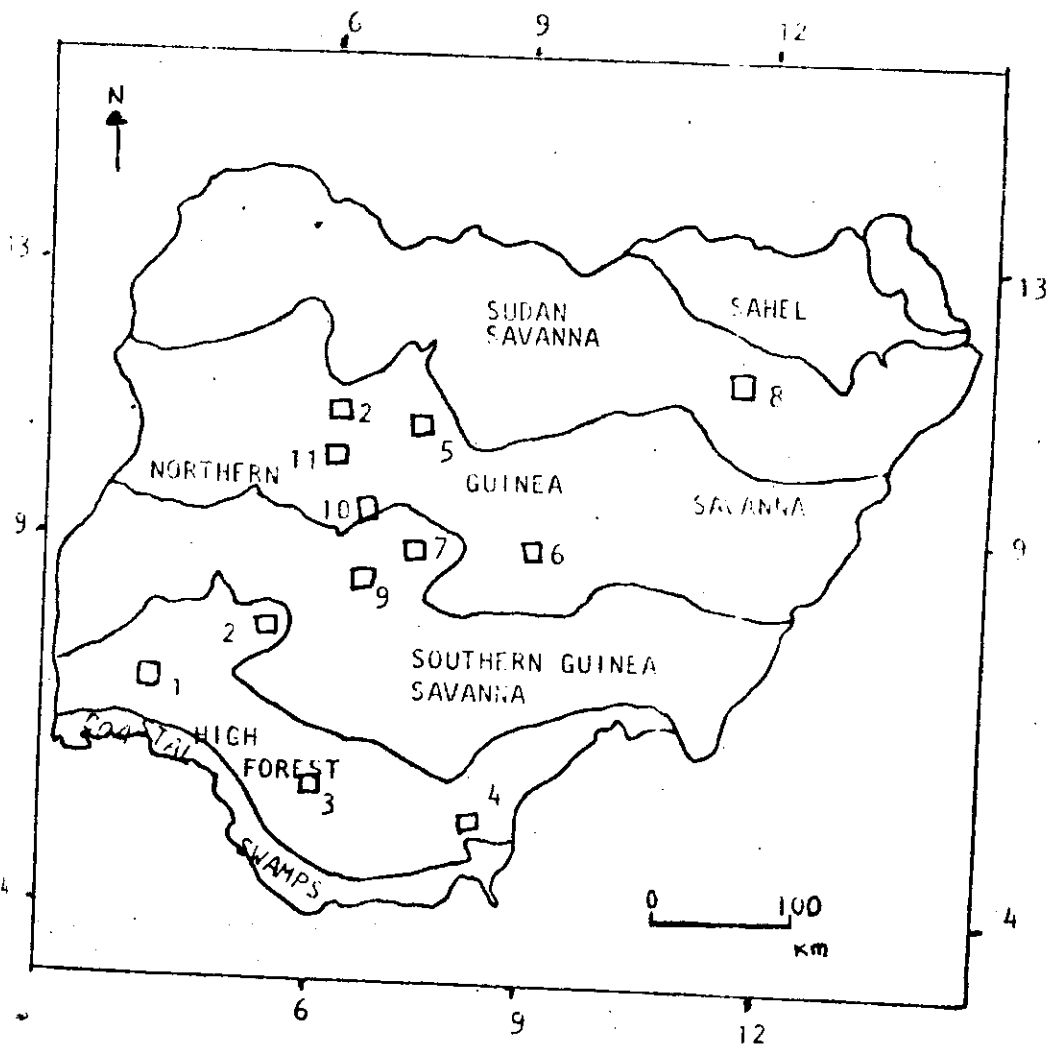 6 9 12
N
13
SUDAN
SAVANNA
SAHEL
13
8
2
5
11
NORTHERN
GUINEA
SAVANNA
10
9
7
6
9
9
2
SOUTHERN GUINEA
SAVANNA
1
COASTAL
HIGH
FOREST
3
4
SWAMPS
0 100
km
4
4
6 9 12